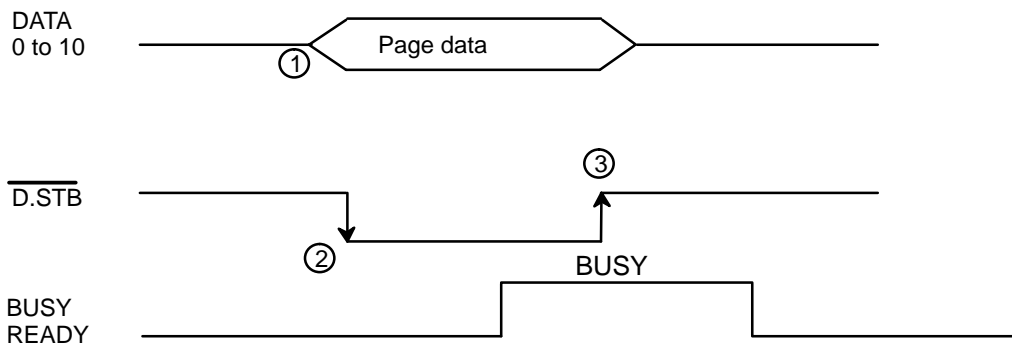 DATA
0 to 10
Page data
1
3
D.STB
2
BUSY
BUSY
READY